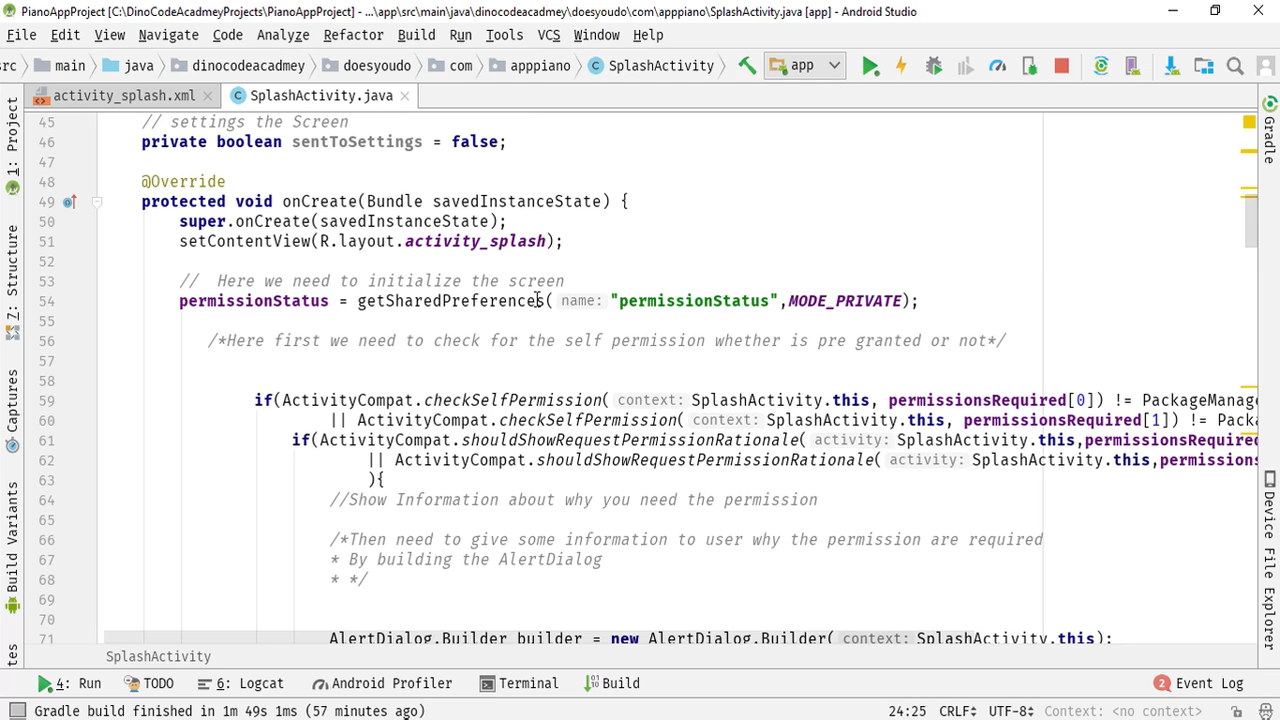 PianoAppProject [C:\DinoCodeAcadmeyProjects\PianoAppProject] - ...\app\src\main\java\dinocodeacadmey\doesyoudo\com\apppiano\SplashActivity.java [app] - Android Studio
File Edit View Navigate Code Analyze Refactor Build Run Tools VCS Window Help
src main java dinocodeacadmey doesyoudo com apppiano SplashActivity app
activity_splash.xml SplashActivity.java
1: Project
7: Structure
Captures
Build Variants
tes
45 // settings the Screen
46 private boolean sentToSettings = false;
47
48 @Override
49 protected void onCreate(Bundle savedInstanceState) {
50 super.onCreate(savedInstanceState);
51 setContentView(R.layout.activity_splash);
52
53 // Here we need to initialize the screen
54 permissionStatus = getSharedPreferences( name: "permissionStatus",MODE_PRIVATE);
55
56 /*Here first we need to check for the self permission whether is pre granted or not*/
57
58
59 if(ActivityCompat.checkSelfPermission( context: SplashActivity.this, permissionsRequired[0]) != PackageManage
60 || ActivityCompat.checkSelfPermission( context: SplashActivity.this, permissionsRequired[1]) != Pack
61 if(ActivityCompat.shouldShowRequestPermissionRationale( activity: SplashActivity.this,permissionsRequire
62 || ActivityCompat.shouldShowRequestPermissionRationale( activity: SplashActivity.this,permissions
63 ){
64 //Show Information about why you need the permission
65
66 /*Then need to give some information to user why the permission are required
67 * By building the AlertDialog
68 * */
69
70
71 AlertDialog.Builder builder = new AlertDialog.Builder( context: SplashActivity.this);
Gradle
Device File Explorer
SplashActivity
4: Run TODO 6: Logcat Android Profiler Terminal Build 2 Event Log
Gradle build finished in 1m 49s 1ms (57 minutes ago) 24:25 CRLF UTF-8 Context: <no context>